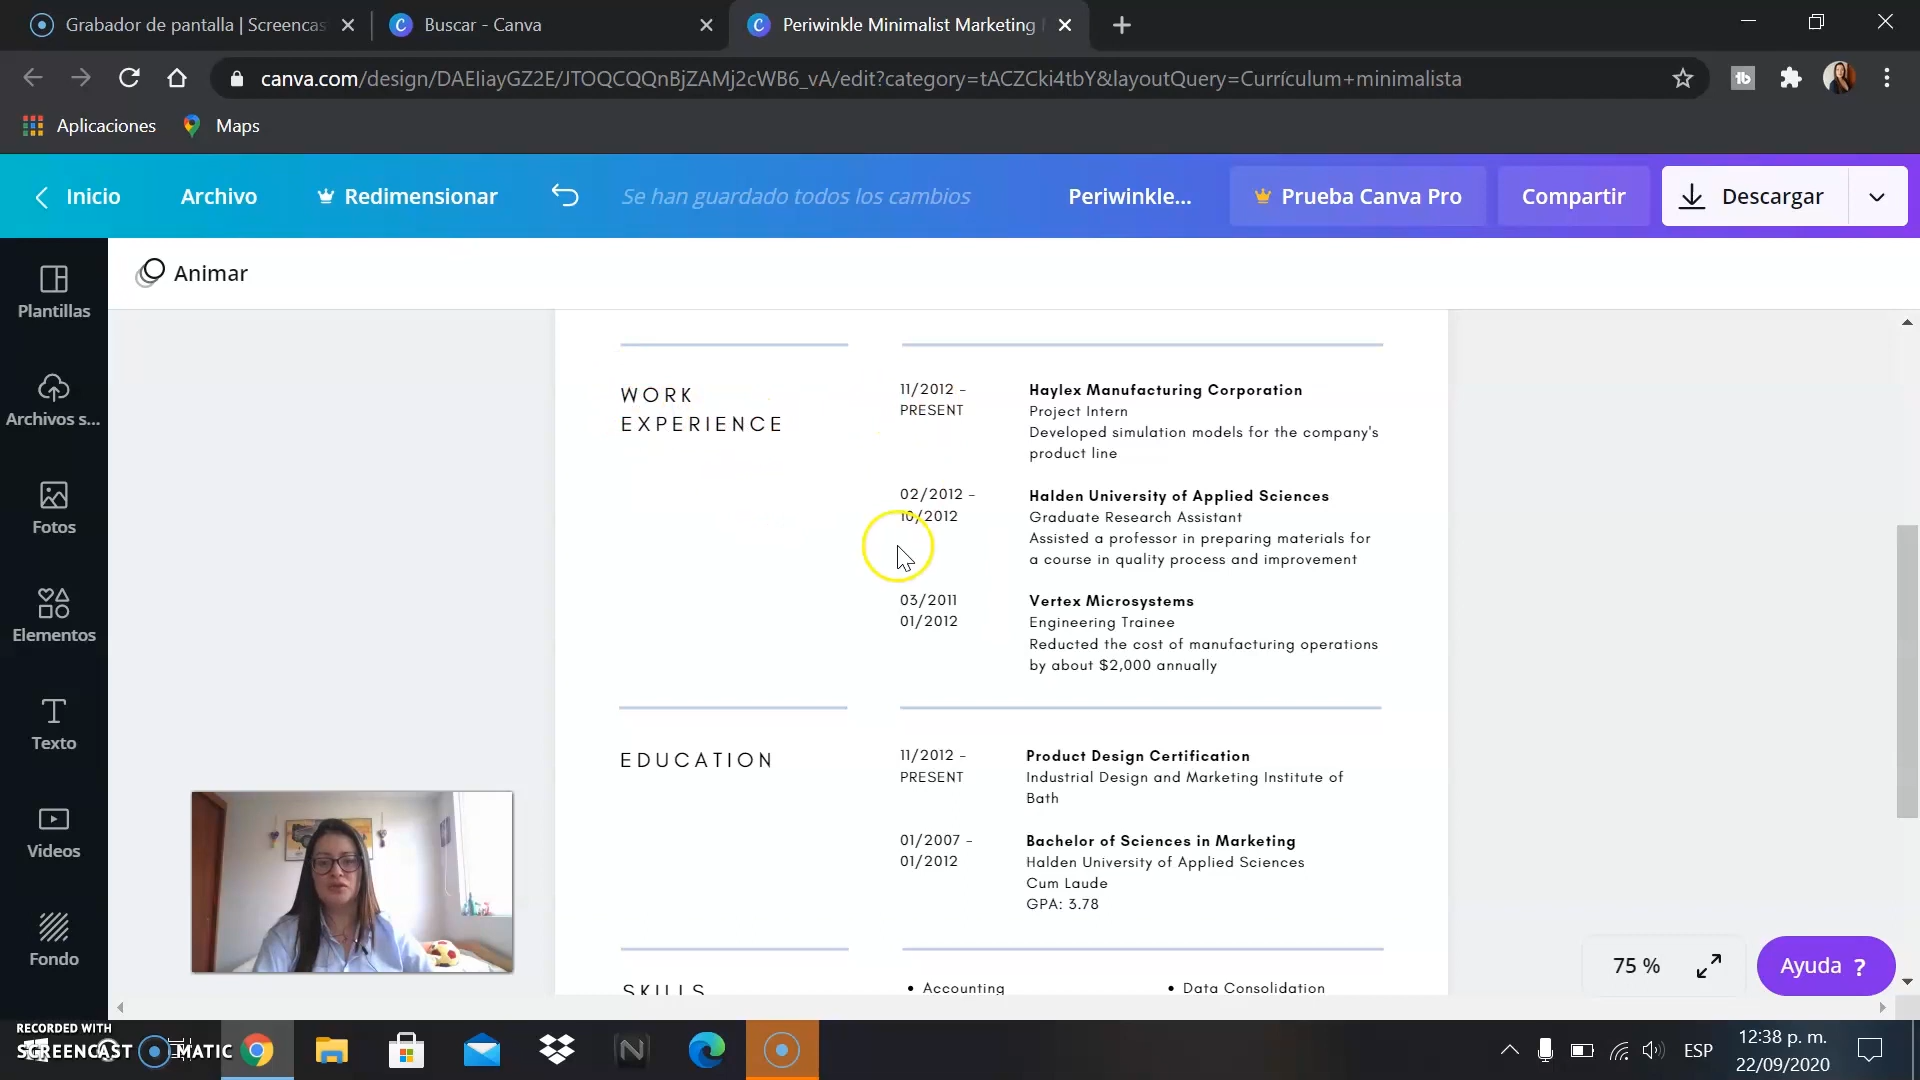 Grabador de pantalla | Screencas
Buscar - Canva
Periwinkle Minimalist Marketing
canva.com/design/DAEIiayGZ2E/JTOQCQQnBjZAMj2cWB6_vA/edit?category=tACZCki4tbY&layoutQuery=Currículum+minimalista
Aplicaciones
Maps
Inicio
Archivo
Redimensionar
Se han guardado todos los cambios
Periwinkle...
Prueba Canva Pro
Compartir
Descargar
Animar
Plantillas
Archivos s...
Fotos
Elementos
Texto
Videos
Fondo
WORK
EXPERIENCE
11/2012 -
PRESENT
Haylex Manufacturing Corporation
Project Intern
Developed simulation models for the company's
product line
02/2012 -
10/2012
Halden University of Applied Sciences
Graduate Research Assistant
Assisted a professor in preparing materials for
a course in quality process and improvement
03/2011
01/2012
Vertex Microsystems
Engineering Trainee
Reducted the cost of manufacturing operations
by about $2,000 annually
EDUCATION
11/2012 -
PRESENT
Product Design Certification
Industrial Design and Marketing Institute of
Bath
01/2007 -
01/2012
Bachelor of Sciences in Marketing
Halden University of Applied Sciences
Cum Laude
GPA: 3.78
SKILLS
• Accounting
• Data Consolidation
75 %
Ayuda ?
RECORDED WITH
SCREENCAST MATIC
ESP
12:38 p. m.
22/09/2020